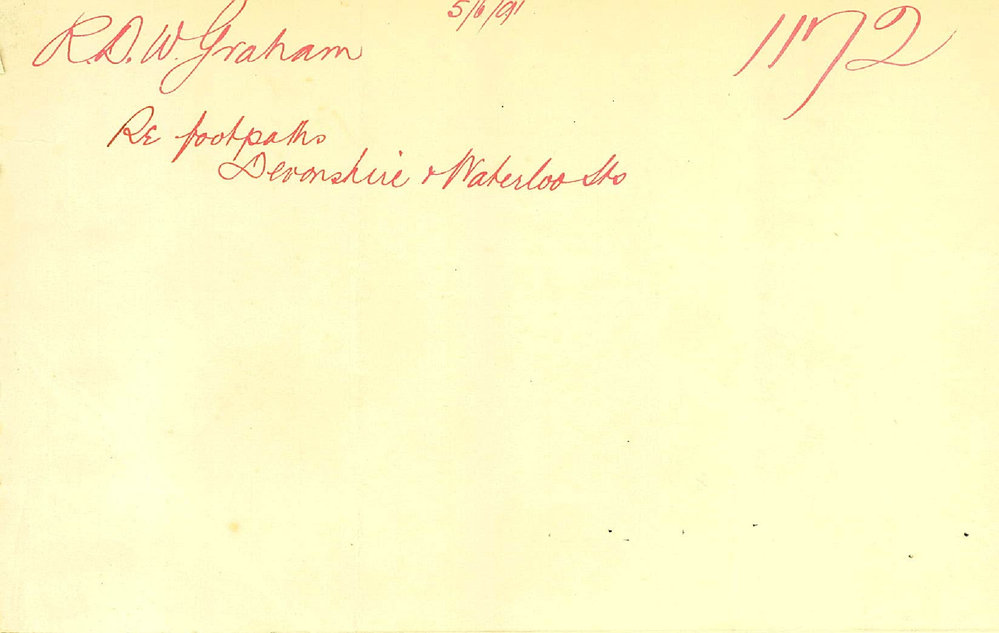 5/6/91
R.D.W. Graham 1172
Re footpaths
Devonshire & Waterloo Sts